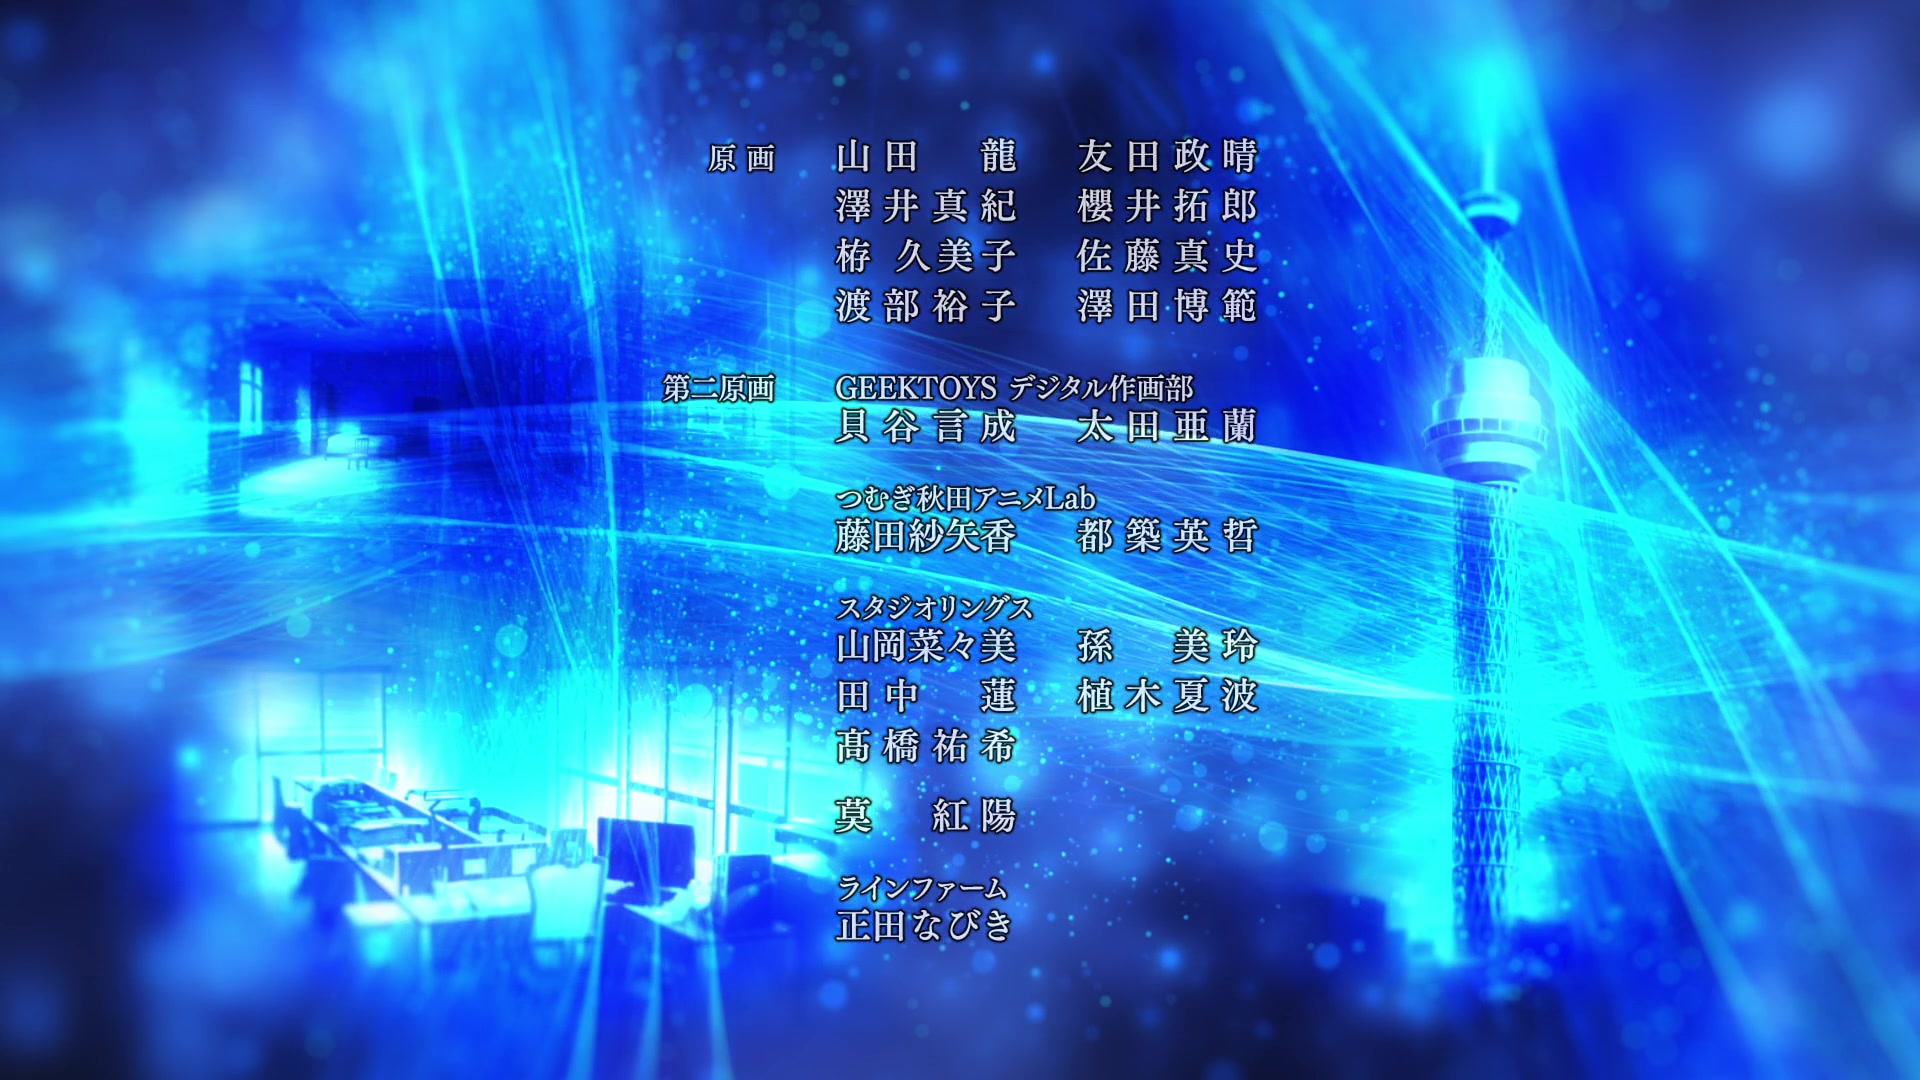 原画 山田 龍 友田政晴
澤井真紀 櫻井拓郎
栫 久美子 佐藤真史
渡部裕子 澤田博範
第二原画 GEEKTOYS デジタル作画部
貝谷言成 太田亜蘭
つむぎ秋田アニメLab
藤田紗矢香 都築英哲
スタジオリングス
山岡菜々美 孫 美玲
田中 蓮 植木夏波
髙橋祐希
莫 紅陽
ラインファーム
正田なびき